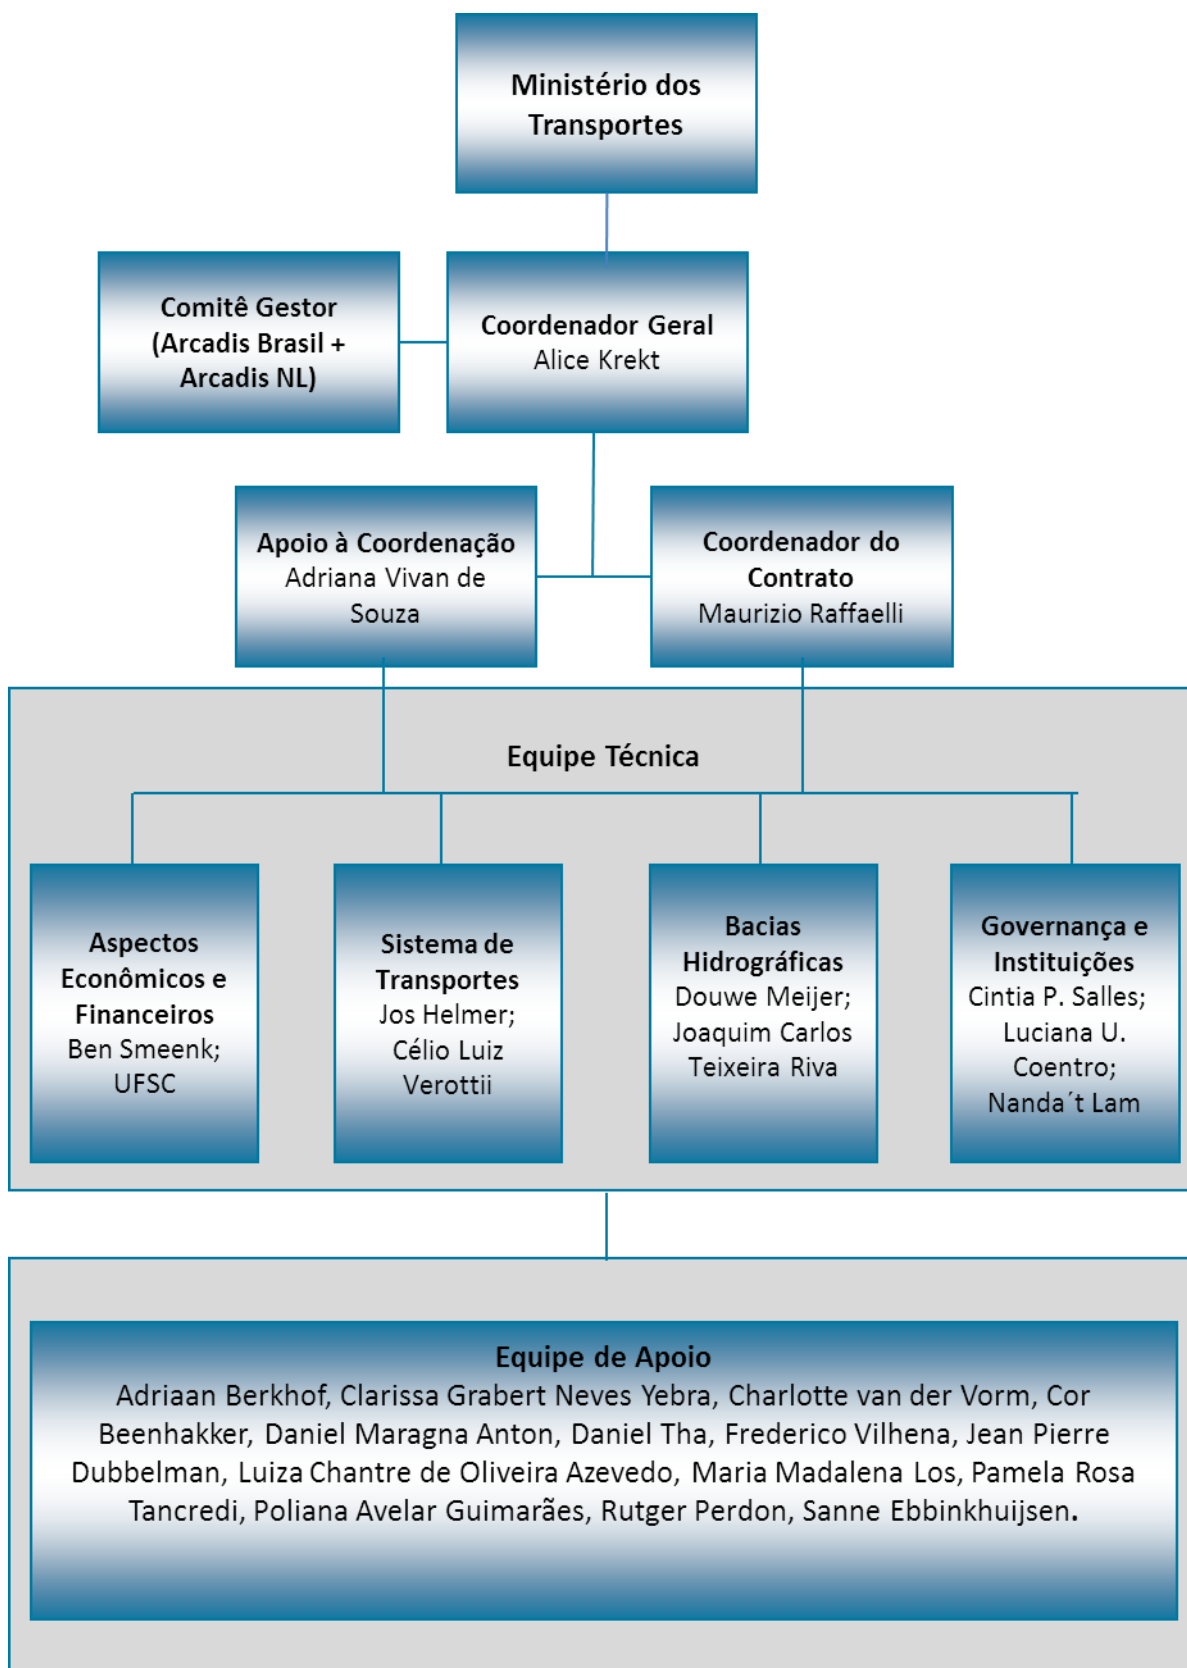 Ministério dos
Transportes
Comitê Gestor
(Arcadis Brasil +
Arcadis NL)
Coordenador Geral
Alice Krekt
Apoio à Coordenação
Adriana Vivan de
Souza
Coordenador do
Contrato
Maurizio Raffaelli
Equipe Técnica
Aspectos
Econômicos e
Financeiros
Ben Smeenk;
UFSC
Sistema de
Transportes
Jos Helmer;
Célio Luiz
Verottii
Bacias
Hidrográficas
Douwe Meijer;
Joaquim Carlos
Teixeira Riva
Governança e
Instituições
Cintia P. Salles;
Luciana U.
Coentro;
Nanda´t Lam
Equipe de Apoio
Adriaan Berkhof, Clarissa Grabert Neves Yebra, Charlotte van der Vorm, Cor
Beenhakker, Daniel Maragna Anton, Daniel Tha, Frederico Vilhena, Jean Pierre
Dubbelman, Luiza Chantre de Oliveira Azevedo, Maria Madalena Los, Pamela Rosa
Tancredi, Poliana Avelar Guimarães, Rutger Perdon, Sanne Ebbinkhuijsen.